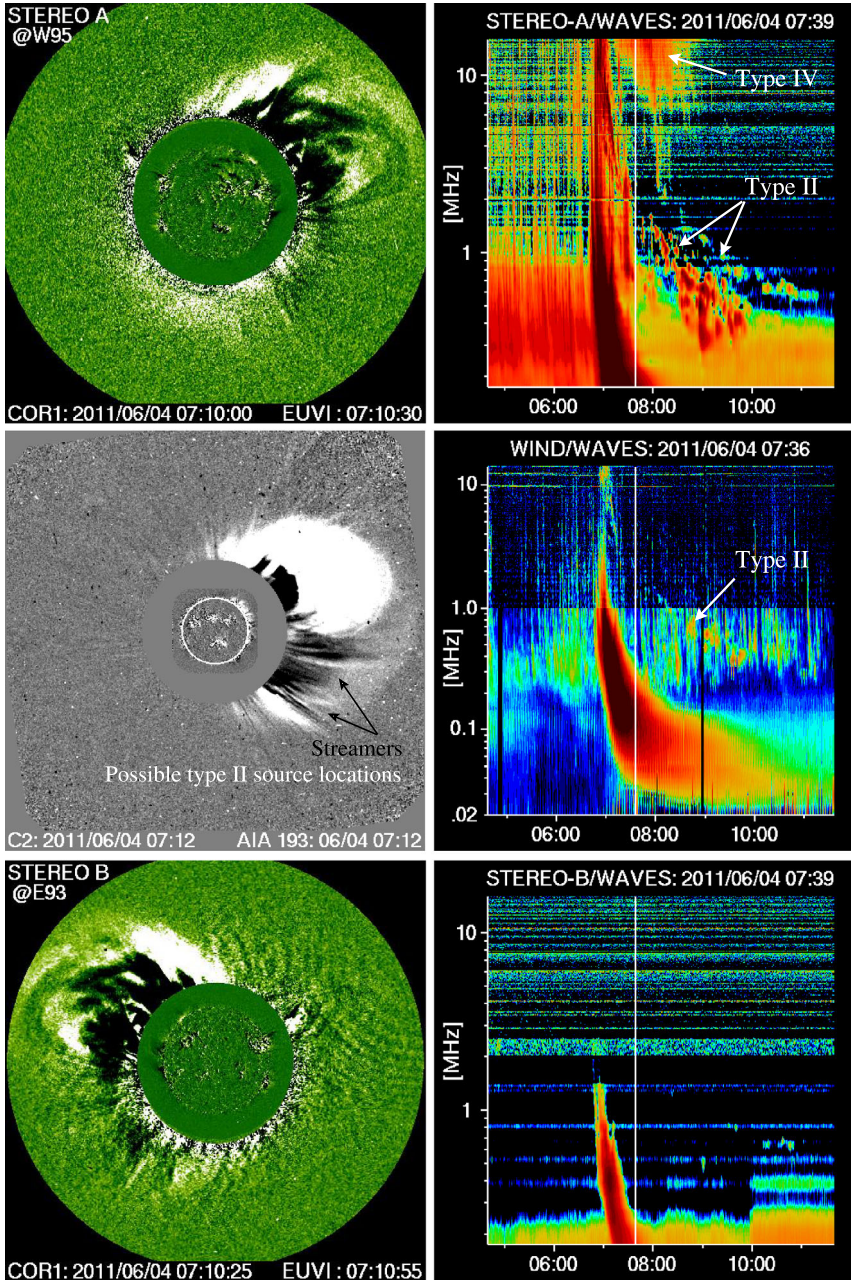 STEREO A
@W95
COR1: 2011/06/04 07:10:00 EUVI : 07:10:30
STEREO-A/WAVES: 2011/06/04 07:39
10
1
[MHz]
Type IV
Type II
06:00 08:00 10:00
Streamers
Possible type II source locations
C2: 2011/06/04 07:12 AIA 193: 06/04 07:12
WIND/WAVES: 2011/06/04 07:36
10
1.0
0.1
.02
[MHz]
Type II
06:00 08:00 10:00
STEREO B
@E93
COR1: 2011/06/04 07:10:25 EUVI : 07:10:55
STEREO-B/WAVES: 2011/06/04 07:39
10
1
[MHz]
06:00 08:00 10:00